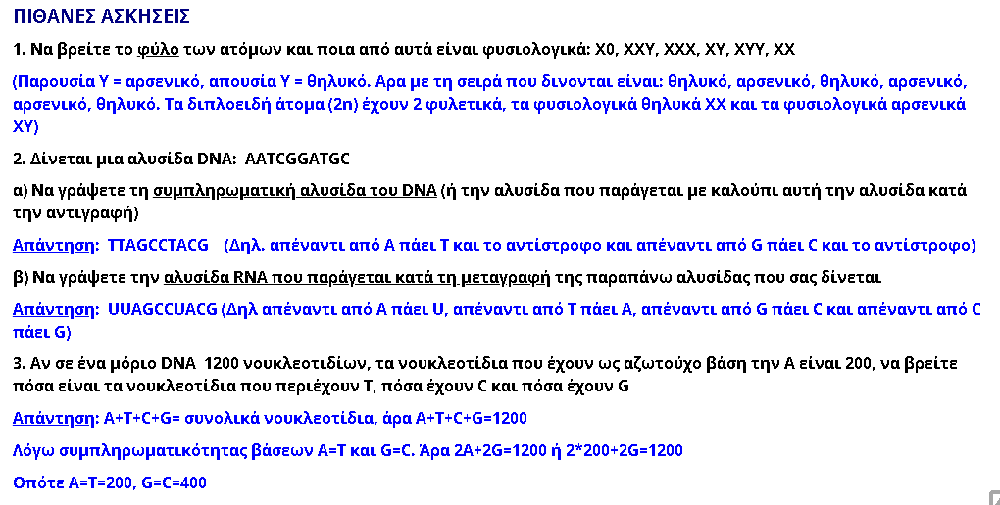 ΠΙΘΑΝΕΣ ΑΣΚΗΣΕΙΣ
1. Να βρείτε το φύλο των ατόμων και ποια από αυτά είναι φυσιολογικά: Χ0, ΧΧΥ, ΧΧΧ, ΧΥ, ΧΥΥ, ΧΧ
(Παρουσία Υ = αρσενικό, απουσία Υ = θηλυκό. Αρα με τη σειρά που δινονται είναι: θηλυκό, αρσενικό, θηλυκό, αρσενικό,
αρσενικό, θηλυκό. Τα διπλοειδή άτομα (2n) έχουν 2 φυλετικά, τα φυσιολογικά θηλυκά ΧΧ και τα φυσιολογικά αρσενικά
ΧΥ)
2. Δίνεται μια αλυσίδα DNA: AATCGGATGC
α) Να γράψετε τη συμπληρωματική αλυσίδα του DNA (ή την αλυσίδα που παράγεται με καλούπι αυτή την αλυσίδα κατά
την αντιγραφή)
Απάντηση: TTAGCCTACG (Δηλ. απέναντι από Α πάει Τ και το αντίστροφο και απέναντι από G πάει C και το αντίστροφο)
β) Να γράψετε την αλυσίδα RNA που παράγεται κατά τη μεταγραφή της παραπάνω αλυσίδας που σας δίνεται
Απάντηση: UUAGCCUACG (Δηλ απέναντι από Α πάει U, απέναντι από Τ πάει Α, απέναντι από G πάει C και απέναντι από C
πάει G)
3. Αν σε ένα μόριο DNA 1200 νουκλεοτιδίων, τα νουκλεοτίδια που έχουν ως αζωτούχο βάση την Α είναι 200, να βρείτε
πόσα είναι τα νουκλεοτίδια που περιέχουν Τ, πόσα έχουν C και πόσα έχουν G
Απάντηση: A+T+C+G= συνολικά νουκλεοτίδια, άρα A+T+C+G=1200
Λόγω συμπληρωματικότητας βάσεων Α=Τ και G=C. Άρα 2A+2G=1200 ή 2*200+2G=1200
Οπότε Α=Τ=200, G=C=400